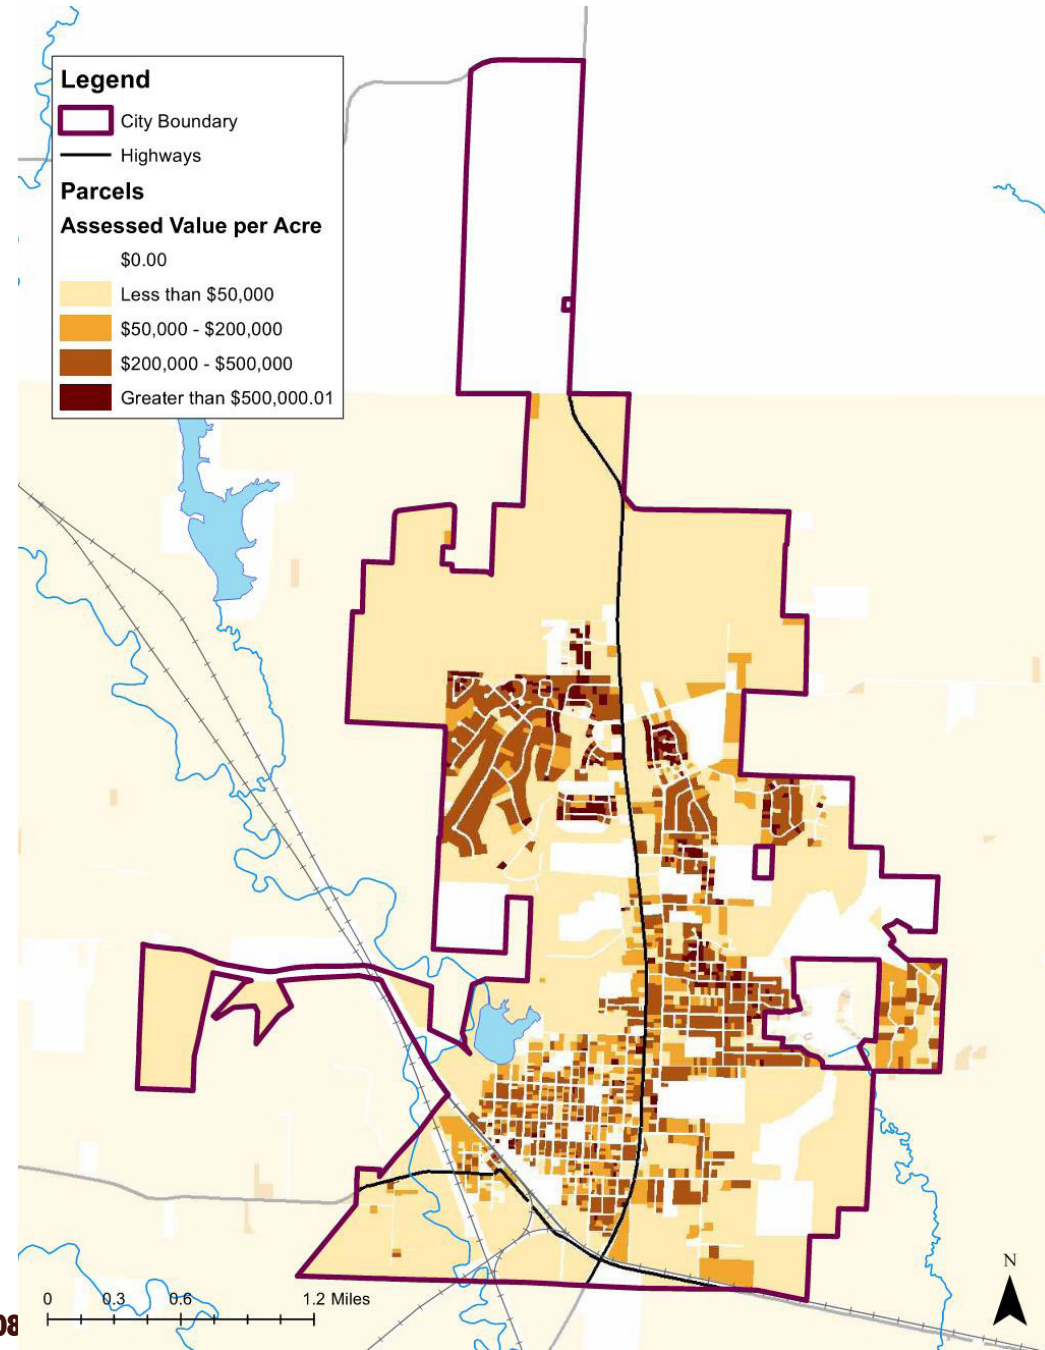 Legend
City Boundary
Highways
Parcels
Assessed Value per Acre
$0.00
Less than $50,000
$50,000 - $200,000
$200,000 - $500,000
Greater than $500,000.01
N
0 0.3 0.6 1.2 Miles
08